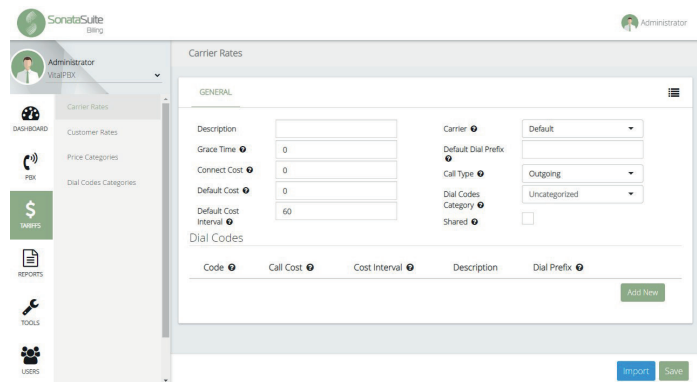 SonataSuite
Billing
Administrator
Administrator
VitalPBX
Carrier Rates
DASHBOARD
PBX
TARIFFS
REPORTS
TOOLS
USERS
Carrier Rates
Customer Rates
Price Categories
Dial Codes Categories
GENERAL
Description
Carrier
Default
Grace Time
0
Default Dial Prefix
Connect Cost
0
Call Type
Outgoing
Default Cost
0
Dial Codes
Category
Uncategorized
Default Cost
Interval
60
Shared
Dial Codes
Code Call Cost Cost Interval Description Dial Prefix
Add New
Import Save